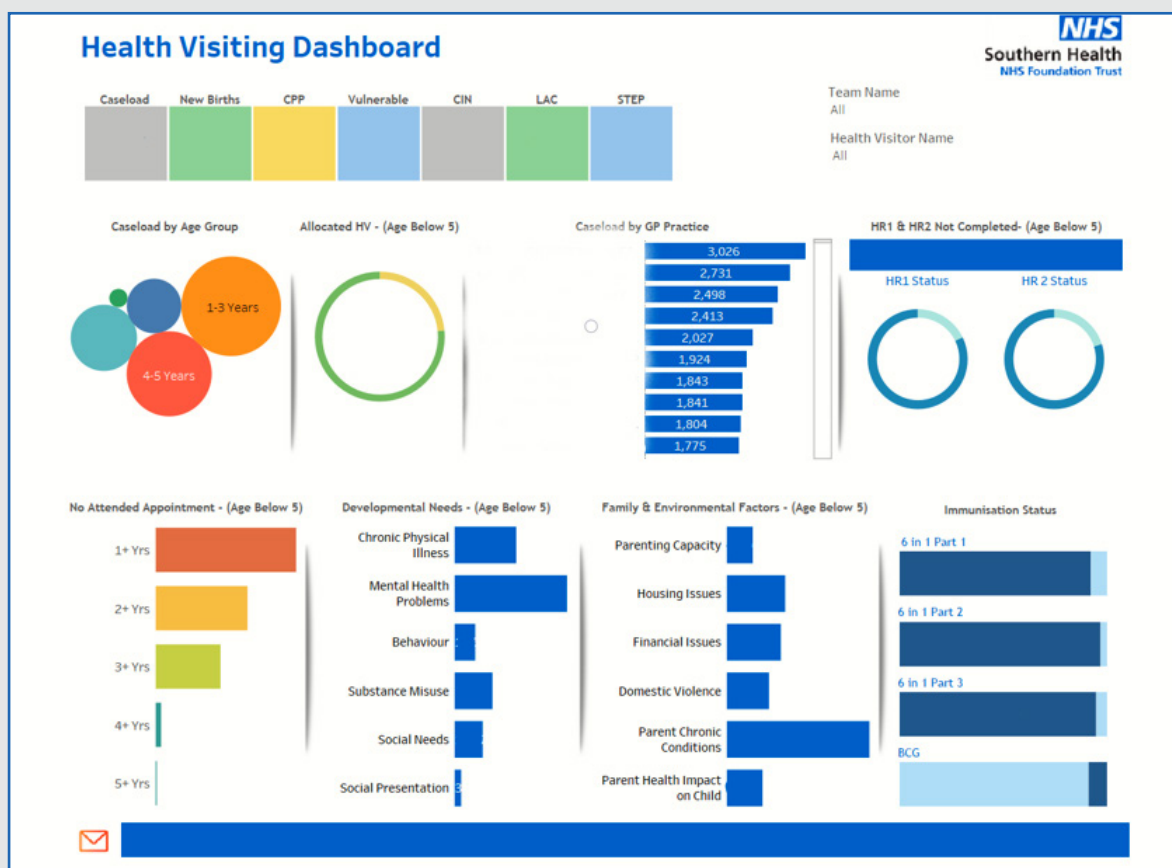 Health Visiting Dashboard
NHS
Southern Health
NHS Foundation Trust
Caseload New Births CPP Vulnerable CIN LAC STEP
Team Name
All
Health Visitor Name
All
Caseload by Age Group
1-3 Years
4-5 Years
Allocated HV - (Age Below 5)
Caseload by GP Practice
3,026
2,731
2,498
2,413
2,027
1,924
1,843
1,841
1,804
1,775
HR1 & HR2 Not Completed- (Age Below 5)
HR1 Status HR 2 Status
No Attended Appointment - (Age Below 5)
1+ Yrs
2+ Yrs
3+ Yrs
4+ Yrs
5+ Yrs
Developmental Needs - (Age Below 5)
Chronic Physical
Illness
Mental Health
Problems
Behaviour
Substance Misuse
Social Needs
Social Presentation
Family & Environmental Factors - (Age Below 5)
Parenting Capacity
Housing Issues
Financial Issues
Domestic Violence
Parent Chronic
Conditions
Parent Health Impact
on Child
Immunisation Status
6 in 1 Part 1
6 in 1 Part 2
6 in 1 Part 3
BCG